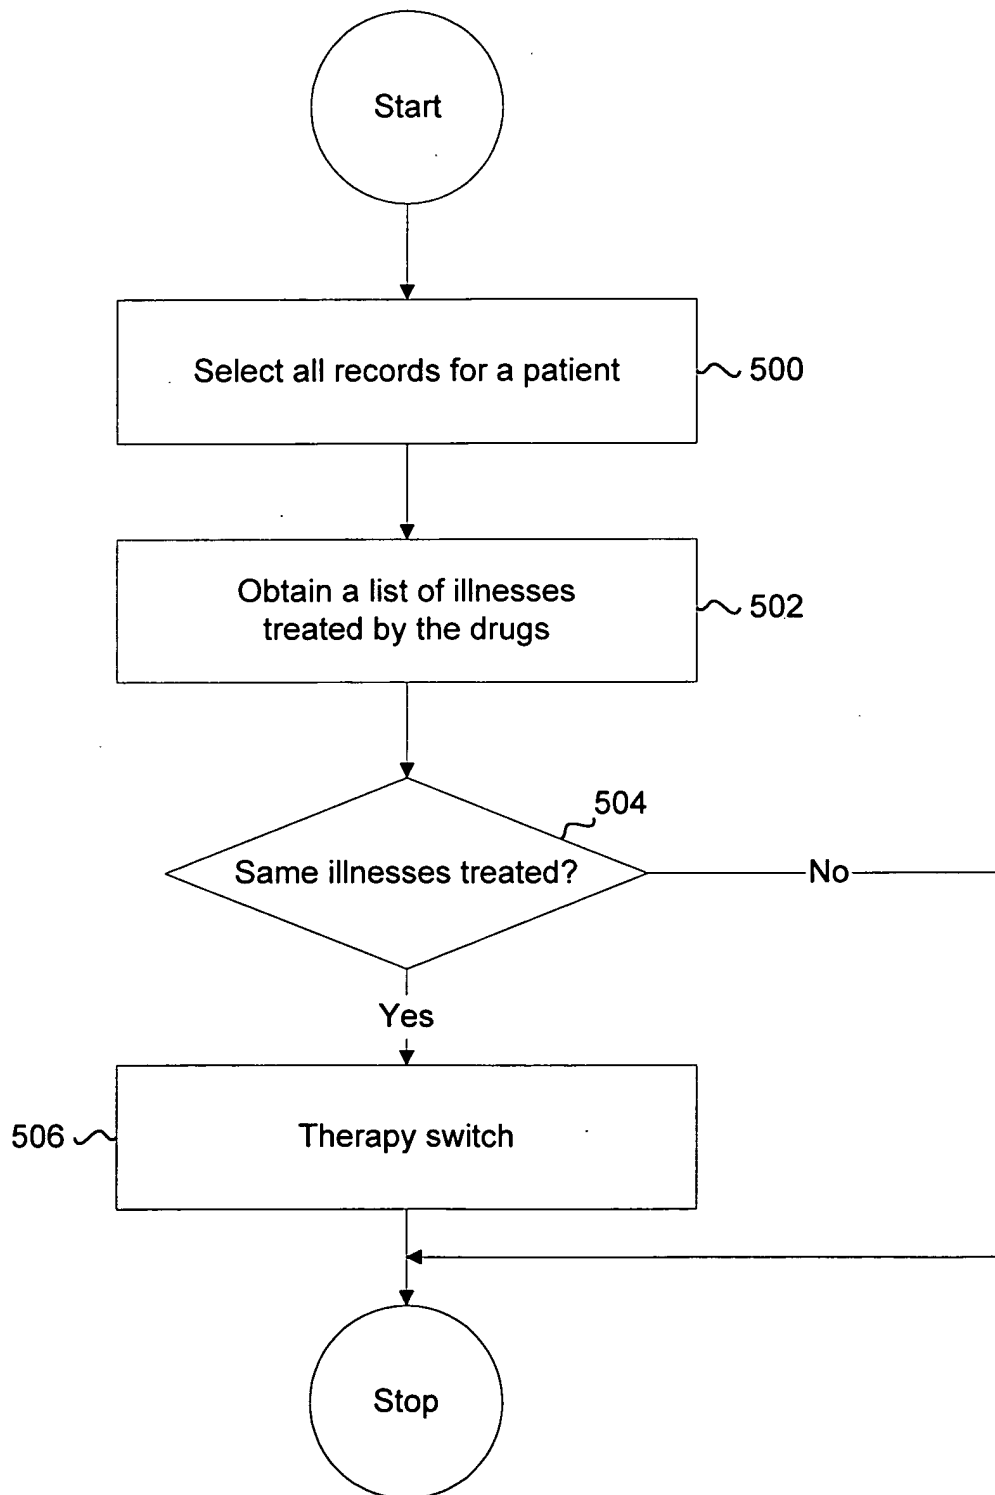 Start
Select all records for a patient
500
Obtain a list of illnesses
treated by the drugs
502
504
Same illnesses treated?
No
Yes
506
Therapy switch
Stop